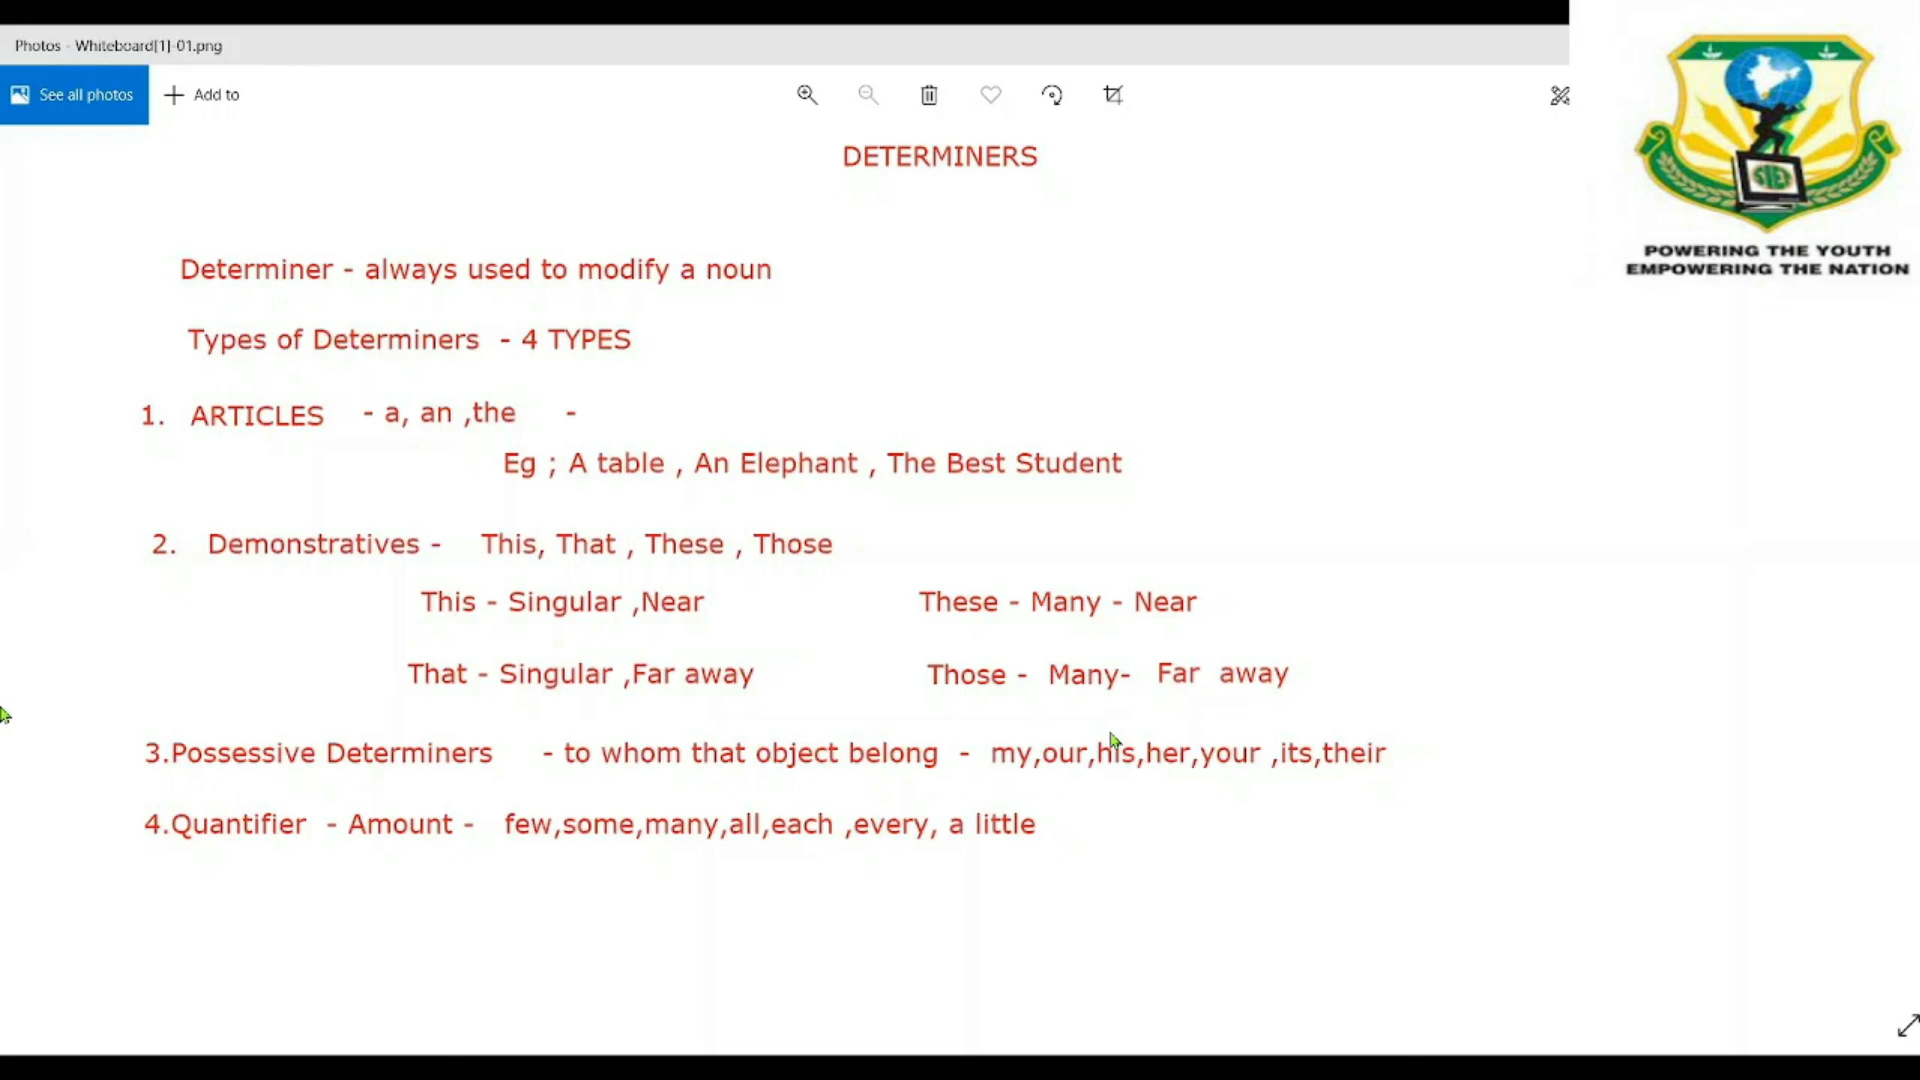 Photos - Whiteboard[1]-01.png
See all photos
Add to
DETERMINERS
POWERING THE YOUTH
EMPOWERING THE NATION
Determiner - always used to modify a noun
Types of Determiners - 4 TYPES
1. ARTICLES - a, an ,the -
Eg ; A table , An Elephant , The Best Student
2. Demonstratives - This, That , These , Those
This - Singular ,Near These - Many - Near
That - Singular ,Far away Those - Many- Far away
3.Possessive Determiners - to whom that object belong - my,our,his,her,your ,its,their
4.Quantifier - Amount - few,some,many,all,each ,every, a little